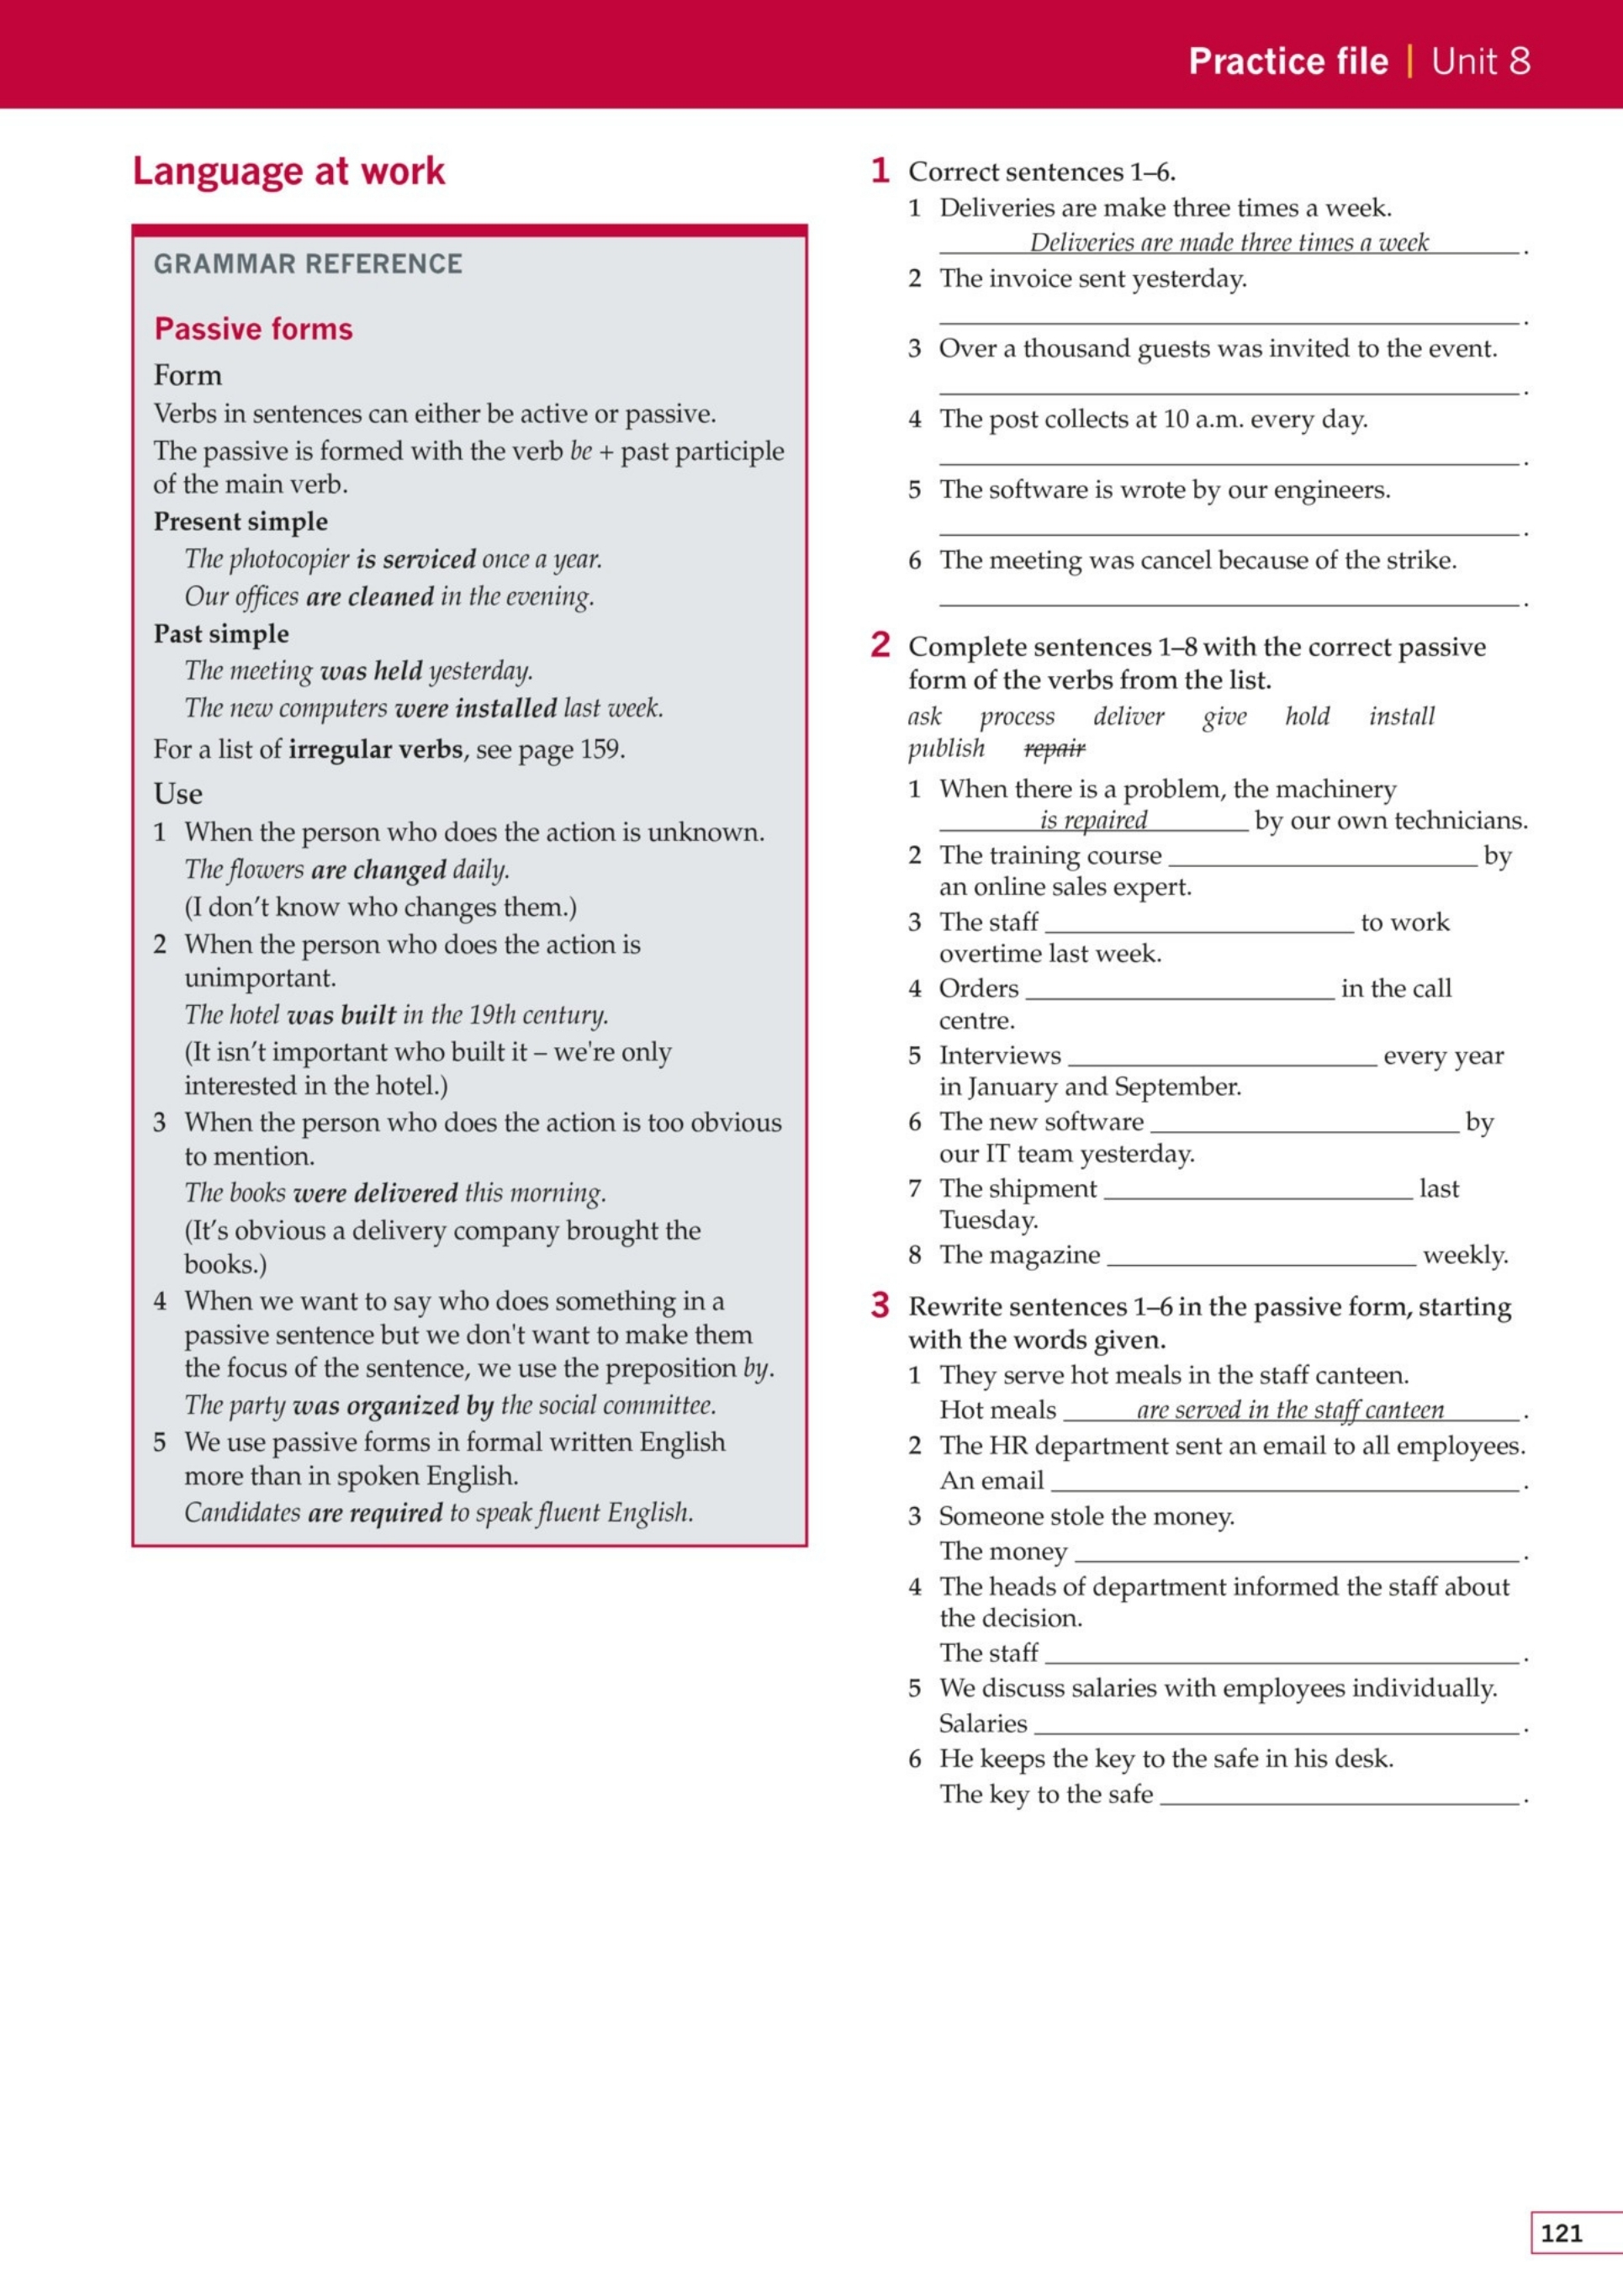 Practice file | Unit 8
Language at work
GRAMMAR REFERENCE
Passive forms
Form
Verbs in sentences can either be active or passive.
The passive is formed with the verb be + past participle
of the main verb.
Present simple
The photocopier is serviced once a year.
Our offices are cleaned in the evening.
Past simple
The meeting was held yesterday.
The new computers were installed last week.
For a list of irregular verbs, see page 159.
Use
1 When the person who does the action is unknown.
The flowers are changed daily.
(I don't know who changes them.)
2 When the person who does the action is
unimportant.
The hotel was built in the 19th century.
(It isn't important who built it – we're only
interested in the hotel.)
3 When the person who does the action is too obvious
to mention.
The books were delivered this morning.
(It's obvious a delivery company brought the
books.)
4 When we want to say who does something in a
passive sentence but we don't want to make them
the focus of the sentence, we use the preposition by.
The party was organized by the social committee.
5 We use passive forms in formal written English
more than in spoken English.
Candidates are required to speak fluent English.
1 Correct sentences 1–6.
1 Deliveries are make three times a week.
Deliveries are made three times a week .
2 The invoice sent yesterday.
.
3 Over a thousand guests was invited to the event.
.
4 The post collects at 10 a.m. every day.
.
5 The software is wrote by our engineers.
.
6 The meeting was cancel because of the strike.
.
2 Complete sentences 1–8 with the correct passive
form of the verbs from the list.
ask process deliver give hold install
publish repair
1 When there is a problem, the machinery
is repaired by our own technicians.
2 The training course ______ by
an online sales expert.
3 The staff ______ to work
overtime last week.
4 Orders ______ in the call
centre.
5 Interviews ______ every year
in January and September.
6 The new software ______ by
our IT team yesterday.
7 The shipment ______ last
Tuesday.
8 The magazine ______ weekly.
3 Rewrite sentences 1–6 in the passive form, starting
with the words given.
1 They serve hot meals in the staff canteen.
Hot meals are served in the staff canteen .
2 The HR department sent an email to all employees.
An email ______ .
3 Someone stole the money.
The money ______ .
4 The heads of department informed the staff about
the decision.
The staff ______ .
5 We discuss salaries with employees individually.
Salaries ______ .
6 He keeps the key to the safe in his desk.
The key to the safe ______ .
121